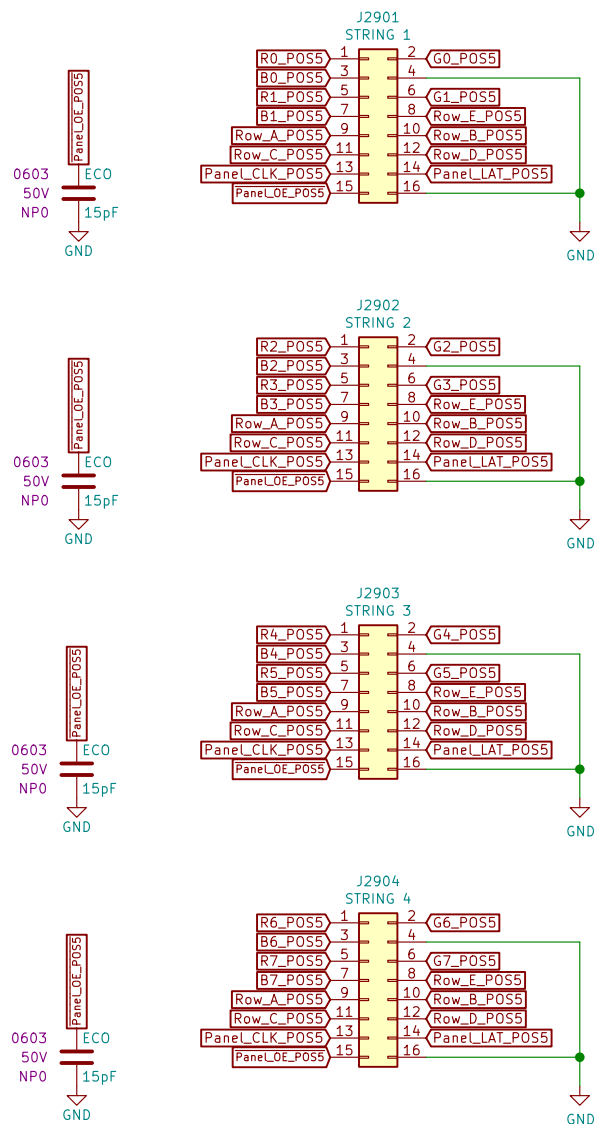 J2901
STRING 1
R0_POS5 1 2 G0_POS5
B0_POS5 3 4
R1_POS5 5 6 G1_POS5
B1_POS5 7 8 Row_E_POS5
Row_A_POS5 9 10 Row_B_POS5
Row_C_POS5 11 12 Row_D_POS5
Panel_CLK_POS5 13 14 Panel_LAT_POS5
Panel_OE_POS5 15 16
GND
Panel_OE_POS5
0603 ECO
50V
NP0 15pF
GND
J2902
STRING 2
R2_POS5 1 2 G2_POS5
B2_POS5 3 4
R3_POS5 5 6 G3_POS5
B3_POS5 7 8 Row_E_POS5
Row_A_POS5 9 10 Row_B_POS5
Row_C_POS5 11 12 Row_D_POS5
Panel_CLK_POS5 13 14 Panel_LAT_POS5
Panel_OE_POS5 15 16
GND
Panel_OE_POS5
0603 ECO
50V
NP0 15pF
GND
J2903
STRING 3
R4_POS5 1 2 G4_POS5
B4_POS5 3 4
R5_POS5 5 6 G5_POS5
B5_POS5 7 8 Row_E_POS5
Row_A_POS5 9 10 Row_B_POS5
Row_C_POS5 11 12 Row_D_POS5
Panel_CLK_POS5 13 14 Panel_LAT_POS5
Panel_OE_POS5 15 16
GND
Panel_OE_POS5
0603 ECO
50V
NP0 15pF
GND
J2904
STRING 4
R6_POS5 1 2 G6_POS5
B6_POS5 3 4
R7_POS5 5 6 G7_POS5
B7_POS5 7 8 Row_E_POS5
Row_A_POS5 9 10 Row_B_POS5
Row_C_POS5 11 12 Row_D_POS5
Panel_CLK_POS5 13 14 Panel_LAT_POS5
Panel_OE_POS5 15 16
GND
Panel_OE_POS5
0603 ECO
50V
NP0 15pF
GND